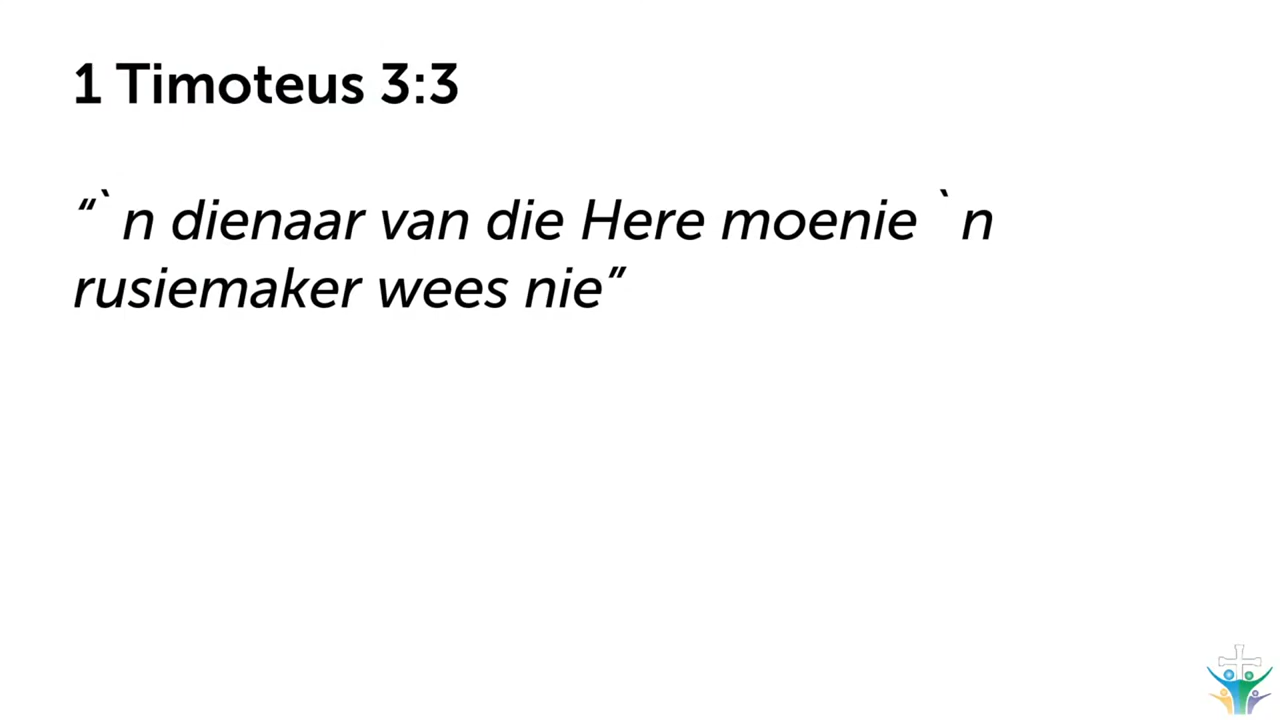 1 Timoteus 3:3
“`n dienaar van die Here moenie `n
rusiemaker wees nie”